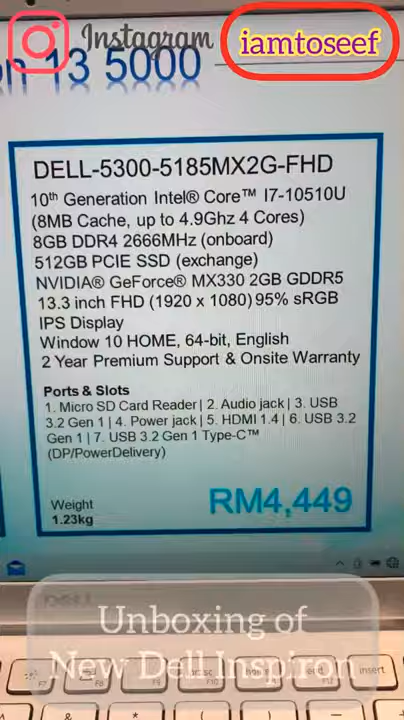 Instagram
iamtoseef
n 13 5000
DELL-5300-5185MX2G-FHD
10th Generation Intel® Core™ I7-10510U
(8MB Cache, up to 4.9Ghz 4 Cores)
8GB DDR4 2666MHz (onboard)
512GB PCIE SSD (exchange)
NVIDIA® GeForce® MX330 2GB GDDR5
13.3 inch FHD (1920 x 1080) 95% sRGB
IPS Display
Window 10 HOME, 64-bit, English
2 Year Premium Support & Onsite Warranty
Ports & Slots
1. Micro SD Card Reader| 2. Audio jack | 3. USB
3.2 Gen 1 | 4. Power jack | 5. HDMI 1.4 | 6. USB 3.2
Gen 1 | 7. USB 3.2 Gen 1 Type-C™
(DP/PowerDelivery)
Weight
1.23kg
RM4,449
Unboxing of
New Dell Inspiron
F7
F8
F9
F10
insert
&
*
(
)